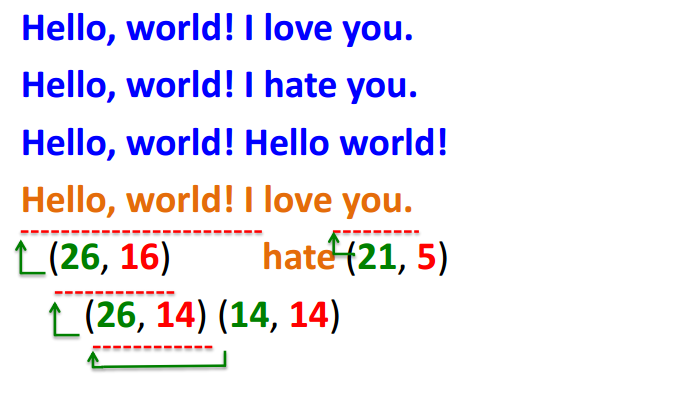 Hello, world! I love you.
Hello, world! I hate you.
Hello, world! Hello world!
Hello, world! I love you.
(26, 16) hate (21, 5)
(26, 14) (14, 14)